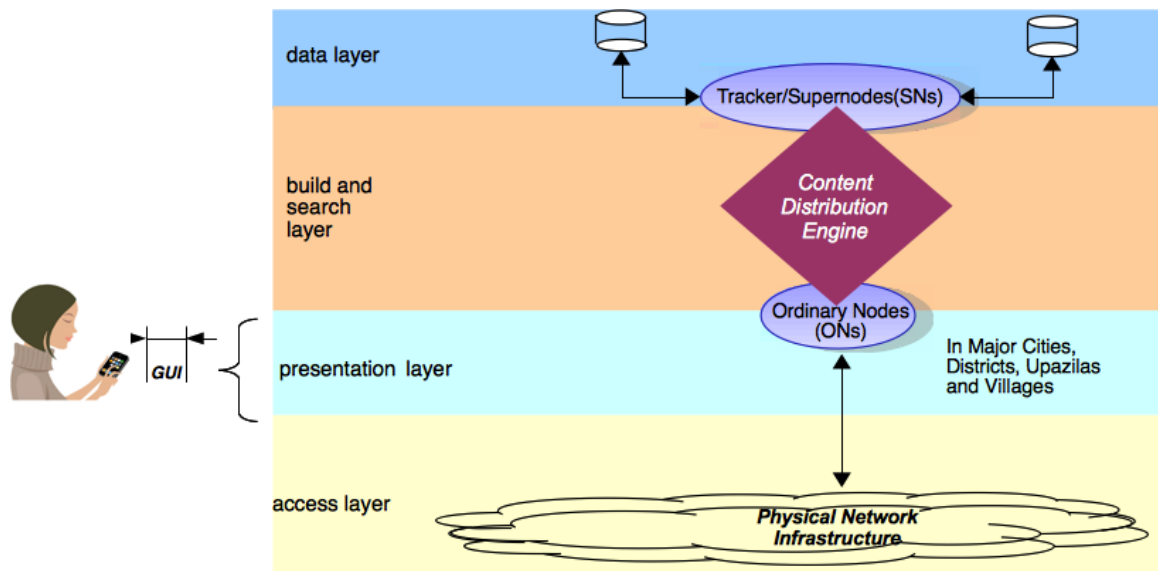 data layer
Tracker/Supernodes(SNs)
build and
search
layer
Content
Distribution
Engine
Ordinary Nodes
(ONs)
GUI
presentation layer
In Major Cities,
Districts, Upazilas
and Villages
access layer
Physical Network
Infrastructure